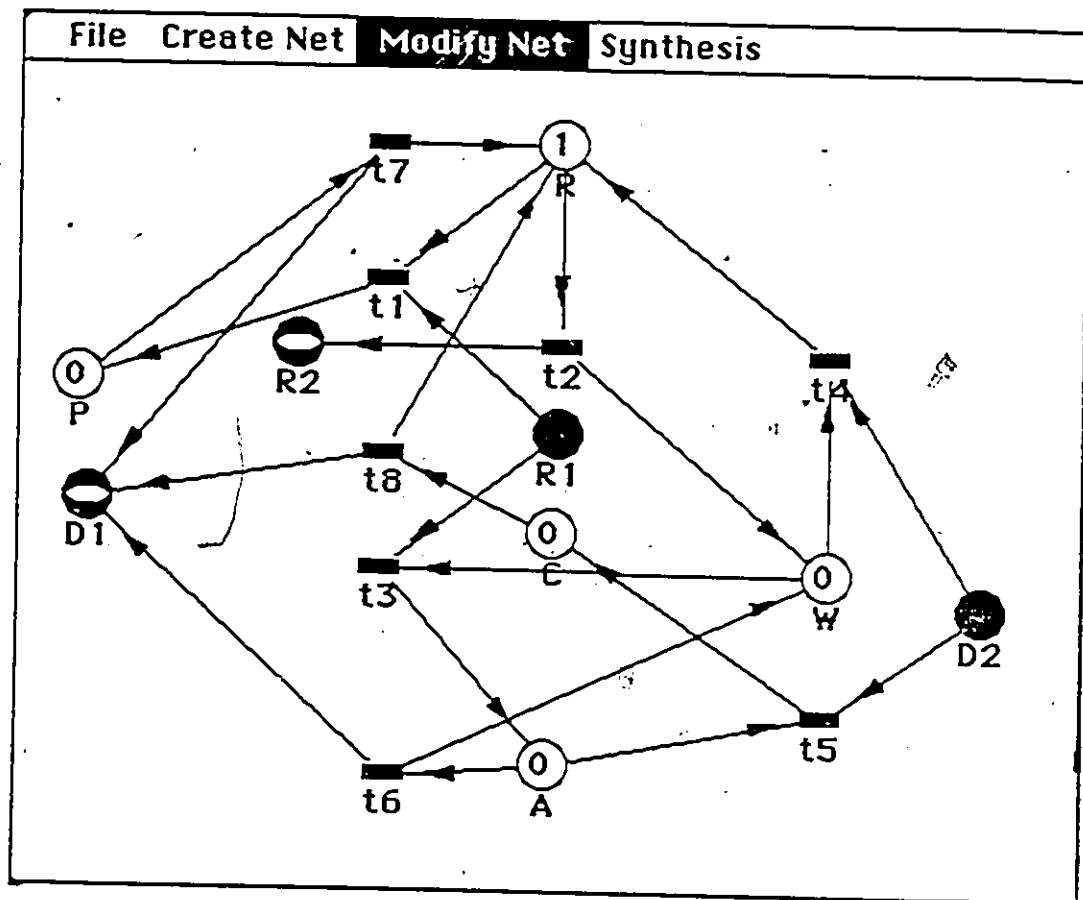 File Create Net Modify Net Synthesis
1
t7
R
t1
R2
t2
0
P
t4
t8
R1
D1
0
C
t3
0
W
D2
t5
0
t6
A